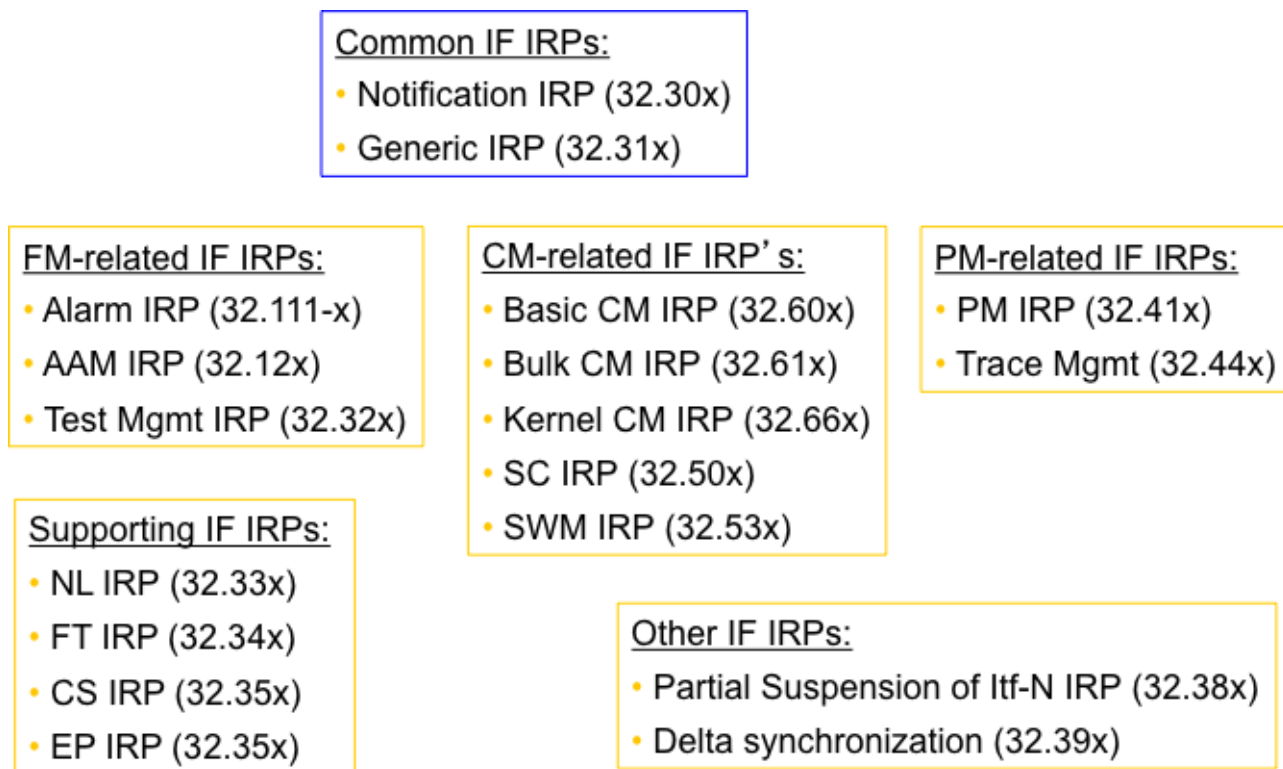 Common IF IRPs:
• Notification IRP (32.30x)
• Generic IRP (32.31x)
FM-related IF IRPs:
• Alarm IRP (32.111-x)
• AAM IRP (32.12x)
• Test Mgmt IRP (32.32x)
CM-related IF IRP’s:
• Basic CM IRP (32.60x)
• Bulk CM IRP (32.61x)
• Kernel CM IRP (32.66x)
• SC IRP (32.50x)
• SWM IRP (32.53x)
PM-related IF IRPs:
• PM IRP (32.41x)
• Trace Mgmt (32.44x)
Supporting IF IRPs:
• NL IRP (32.33x)
• FT IRP (32.34x)
• CS IRP (32.35x)
• EP IRP (32.35x)
Other IF IRPs:
• Partial Suspension of Itf-N IRP (32.38x)
• Delta synchronization (32.39x)